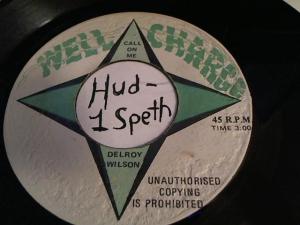 WELL CHARGE
CALL
ON
ME
Hud-
1 Speth
45 R.P.M.
TIME 3:00
DELROY
WILSON
UNAUTHORISED
COPYING
IS PROHIBITED